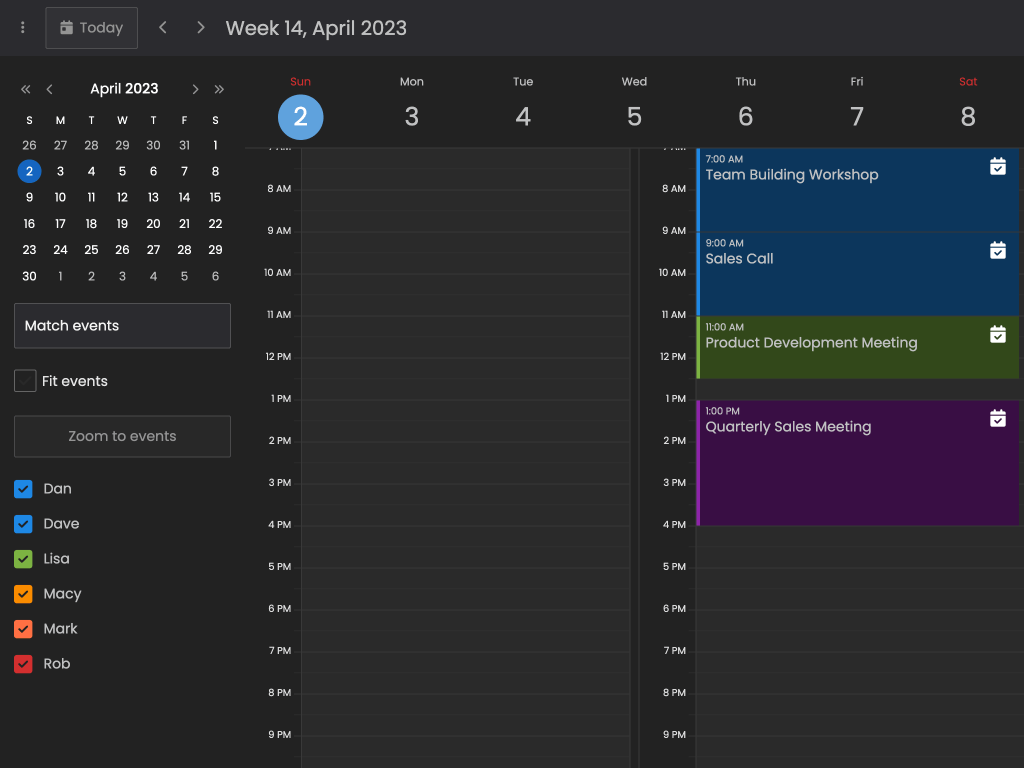 Today
Week 14, April 2023
April 2023
S M T W T F S
26 27 28 29 30 31 1
2 3 4 5 6 7 8
9 10 11 12 13 14 15
16 17 18 19 20 21 22
23 24 25 26 27 28 29
30 1 2 3 4 5 6
Match events
Fit events
Zoom to events
Dan
Dave
Lisa
Macy
Mark
Rob
Sun Mon Tue Wed Thu Fri Sat
2 3 4 5 6 7 8
8 AM
9 AM
10 AM
11 AM
12 PM
1 PM
2 PM
3 PM
4 PM
5 PM
6 PM
7 PM
8 PM
9 PM
8 AM
9 AM
10 AM
11 AM
12 PM
1 PM
2 PM
3 PM
4 PM
5 PM
6 PM
7 PM
8 PM
9 PM
7:00 AM
Team Building Workshop
9:00 AM
Sales Call
11:00 AM
Product Development Meeting
1:00 PM
Quarterly Sales Meeting